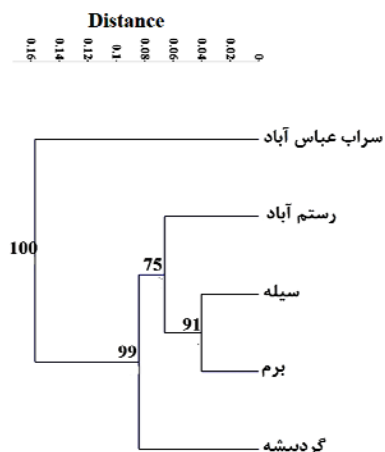 Distance
0.16 0.14 0.12 0.1 0.08 0.06 0.04 0.02 0
سراب عباس آباد
رستم آباد
سیله
برم
گردبیشه
100
99
75
91